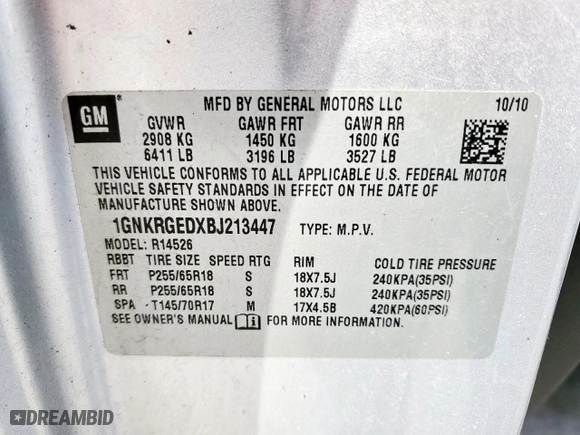 GM
MFD BY GENERAL MOTORS LLC 10/10
GVWR GAWR FRT GAWR RR
2908 KG 1450 KG 1600 KG
6411 LB 3196 LB 3527 LB
THIS VEHICLE CONFORMS TO ALL APPLICABLE U.S. FEDERAL MOTOR
VEHICLE SAFETY STANDARDS IN EFFECT ON THE DATE OF
MANUFACTURE SHOWN ABOVE.
1GNKRGEDXBJ213447 TYPE: M.P.V.
MODEL: R14526
RBBT TIRE SIZE SPEED RTG RIM COLD TIRE PRESSURE
FRT P255/65R18 S 18X7.5J 240KPA(35PSI)
RR P255/65R18 S 18X7.5J 240KPA(35PSI)
SPA T145/70R17 M 17X4.5B 420KPA(60PSI)
SEE OWNER'S MANUAL FOR MORE INFORMATION.
DREAMBID